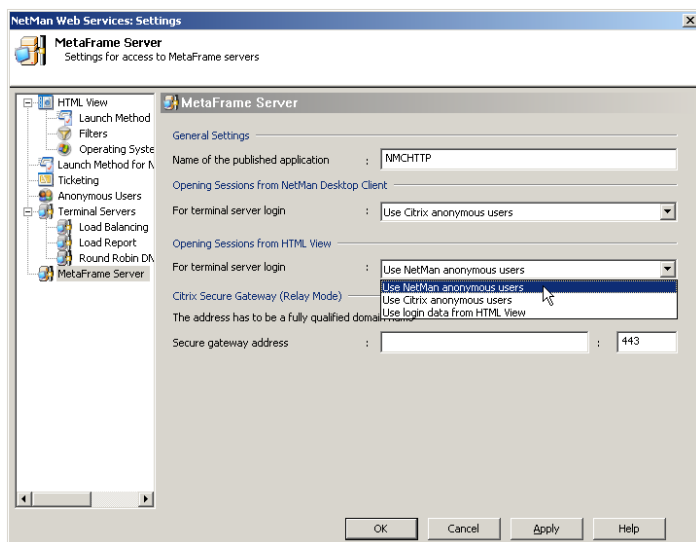 NetMan Web Services: Settings
MetaFrame Server
Settings for access to MetaFrame servers
HTML View
Launch Method
Filters
Operating Syste
Launch Method for N
Ticketing
Anonymous Users
Terminal Servers
Load Balancing
Load Report
Round Robin DN
MetaFrame Server
MetaFrame Server
General Settings
Name of the published application : NMCHTTP
Opening Sessions from NetMan Desktop Client
For terminal server login : Use Citrix anonymous users
Opening Sessions from HTML View
For terminal server login : Use NetMan anonymous users
Use NetMan anonymous users
Use Citrix anonymous users
Use login data from HTML View
Citrix Secure Gateway (Relay Mode)
The address has to be a fully qualified domain name
Secure gateway address : : 443
OK Cancel Apply Help